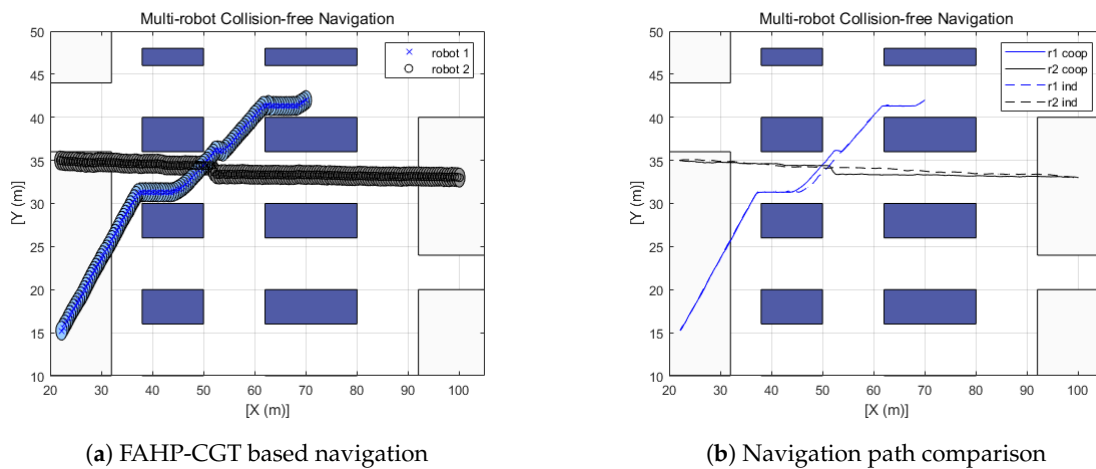 Multi-robot Collision-free Navigation
50
45
40
35
30
25
20
15
10
[Y (m)]
20 30 40 50 60 70 80 90 100
[X (m)]
robot 1
robot 2
(a) FAHP-CGT based navigation
Multi-robot Collision-free Navigation
50
45
40
35
30
25
20
15
10
[Y (m)]
20 30 40 50 60 70 80 90 100
[X (m)]
r1 coop
r2 coop
r1 ind
r2 ind
(b) Navigation path comparison